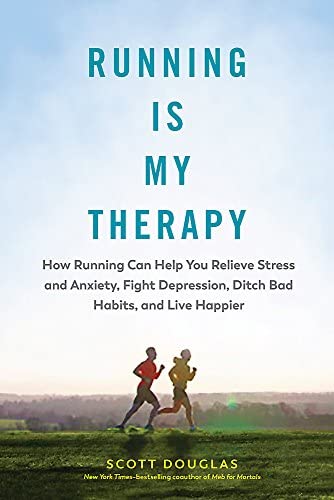 RUNNING
IS
MY
THERAPY
How Running Can Help You Relieve Stress
and Anxiety, Fight Depression, Ditch Bad
Habits, and Live Happier
SCOTT DOUGLAS
New York Times–bestselling coauthor of Meb for Mortals